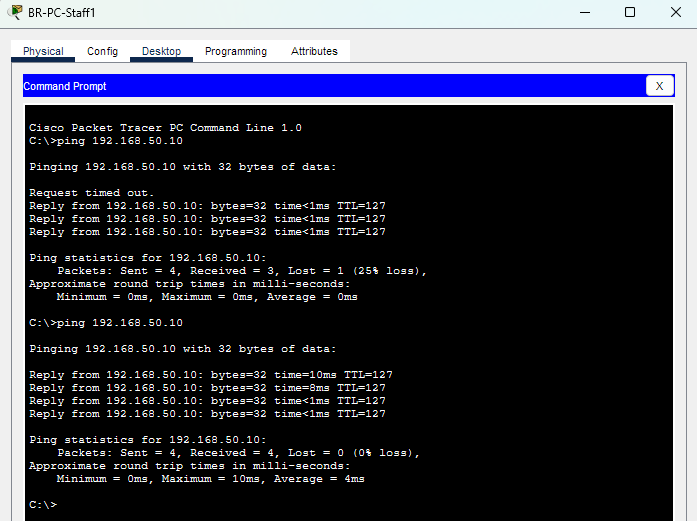 BR-PC-Staff1
Physical Config Desktop Programming Attributes
Command Prompt X
Cisco Packet Tracer PC Command Line 1.0
C:\>ping 192.168.50.10
Pinging 192.168.50.10 with 32 bytes of data:
Request timed out.
Reply from 192.168.50.10: bytes=32 time<1ms TTL=127
Reply from 192.168.50.10: bytes=32 time<1ms TTL=127
Reply from 192.168.50.10: bytes=32 time<1ms TTL=127
Ping statistics for 192.168.50.10:
Packets: Sent = 4, Received = 3, Lost = 1 (25% loss),
Approximate round trip times in milli-seconds:
Minimum = 0ms, Maximum = 0ms, Average = 0ms
C:\>ping 192.168.50.10
Pinging 192.168.50.10 with 32 bytes of data:
Reply from 192.168.50.10: bytes=32 time=10ms TTL=127
Reply from 192.168.50.10: bytes=32 time=8ms TTL=127
Reply from 192.168.50.10: bytes=32 time<1ms TTL=127
Reply from 192.168.50.10: bytes=32 time<1ms TTL=127
Ping statistics for 192.168.50.10:
Packets: Sent = 4, Received = 4, Lost = 0 (0% loss),
Approximate round trip times in milli-seconds:
Minimum = 0ms, Maximum = 10ms, Average = 4ms
C:\>